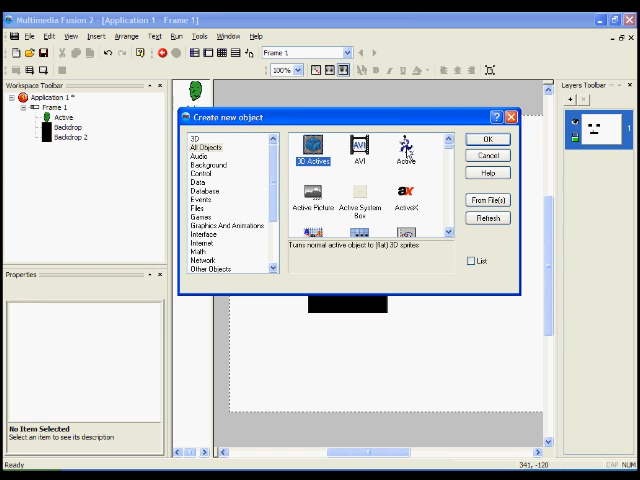 Multimedia Fusion 2 - [Application 1 - Frame 1]
File Edit View Insert Arrange Text Run Tools Window Help
Frame 1
100%
Workspace Toolbar
Layers Toolbar
Application 1 *
Frame 1
Active
Backdrop
Backdrop 2
1
Create new object
3D
All Objects
Audio
Background
Control
Data
Database
Events
Files
Games
Graphics And Animations
Interface
Internet
Math
Network
Other Objects
3D Actives
AVI
Active
Active Picture
Active System Box
ActiveX
Turns normal active object to (flat) 3D sprites
OK
Cancel
Help
From File(s)
Refresh
List
Properties
No Item Selected
Select an item to see its description
Ready
341, -120
CAP NUM